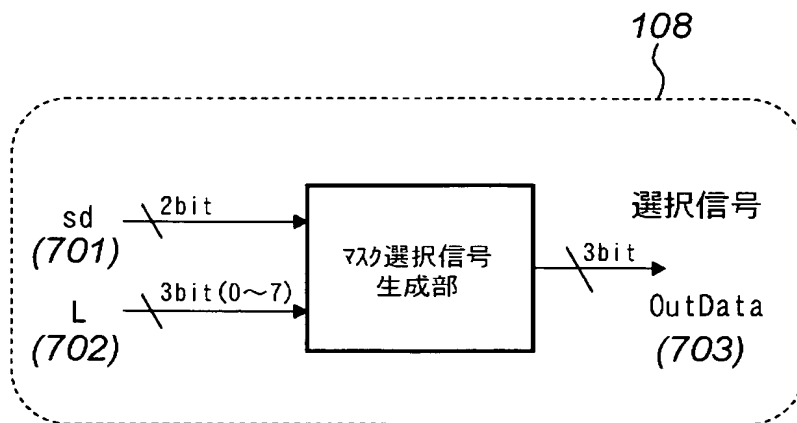 108
sd
(701)
2bit
L
(702)
3bit(0～7)
マスク選択信号
生成部
選択信号
3bit
OutData
(703)